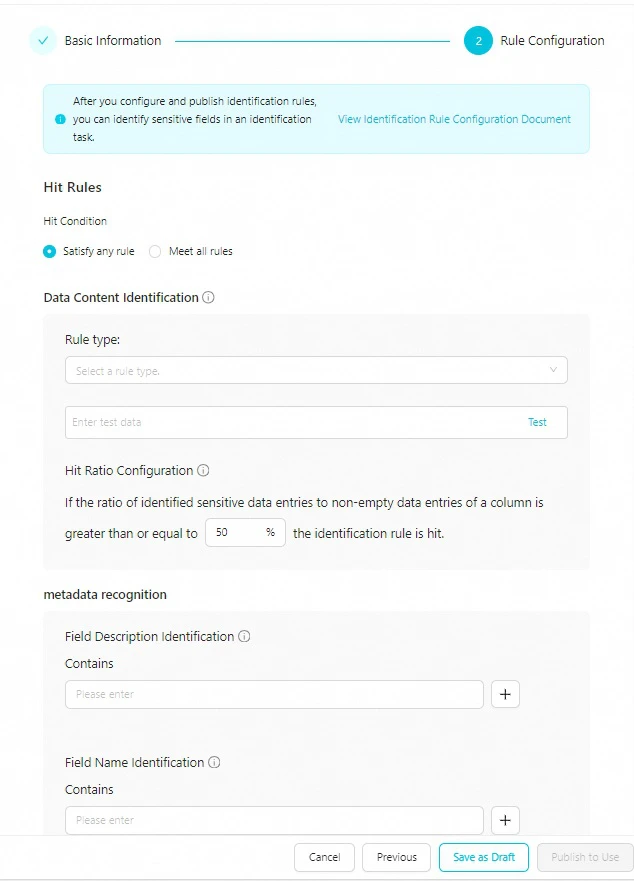 Basic Information
2 Rule Configuration
After you configure and publish identification rules,
you can identify sensitive fields in an identification
task.
View Identification Rule Configuration Document
Hit Rules
Hit Condition
Satisfy any rule
Meet all rules
Data Content Identification
Rule type:
Select a rule type.
Enter test data
Test
Hit Ratio Configuration
If the ratio of identified sensitive data entries to non-empty data entries of a column is
greater than or equal to 50 % the identification rule is hit.
metadata recognition
Field Description Identification
Contains
Please enter
+
Field Name Identification
Contains
Please enter
+
Cancel
Previous
Save as Draft
Publish to Use